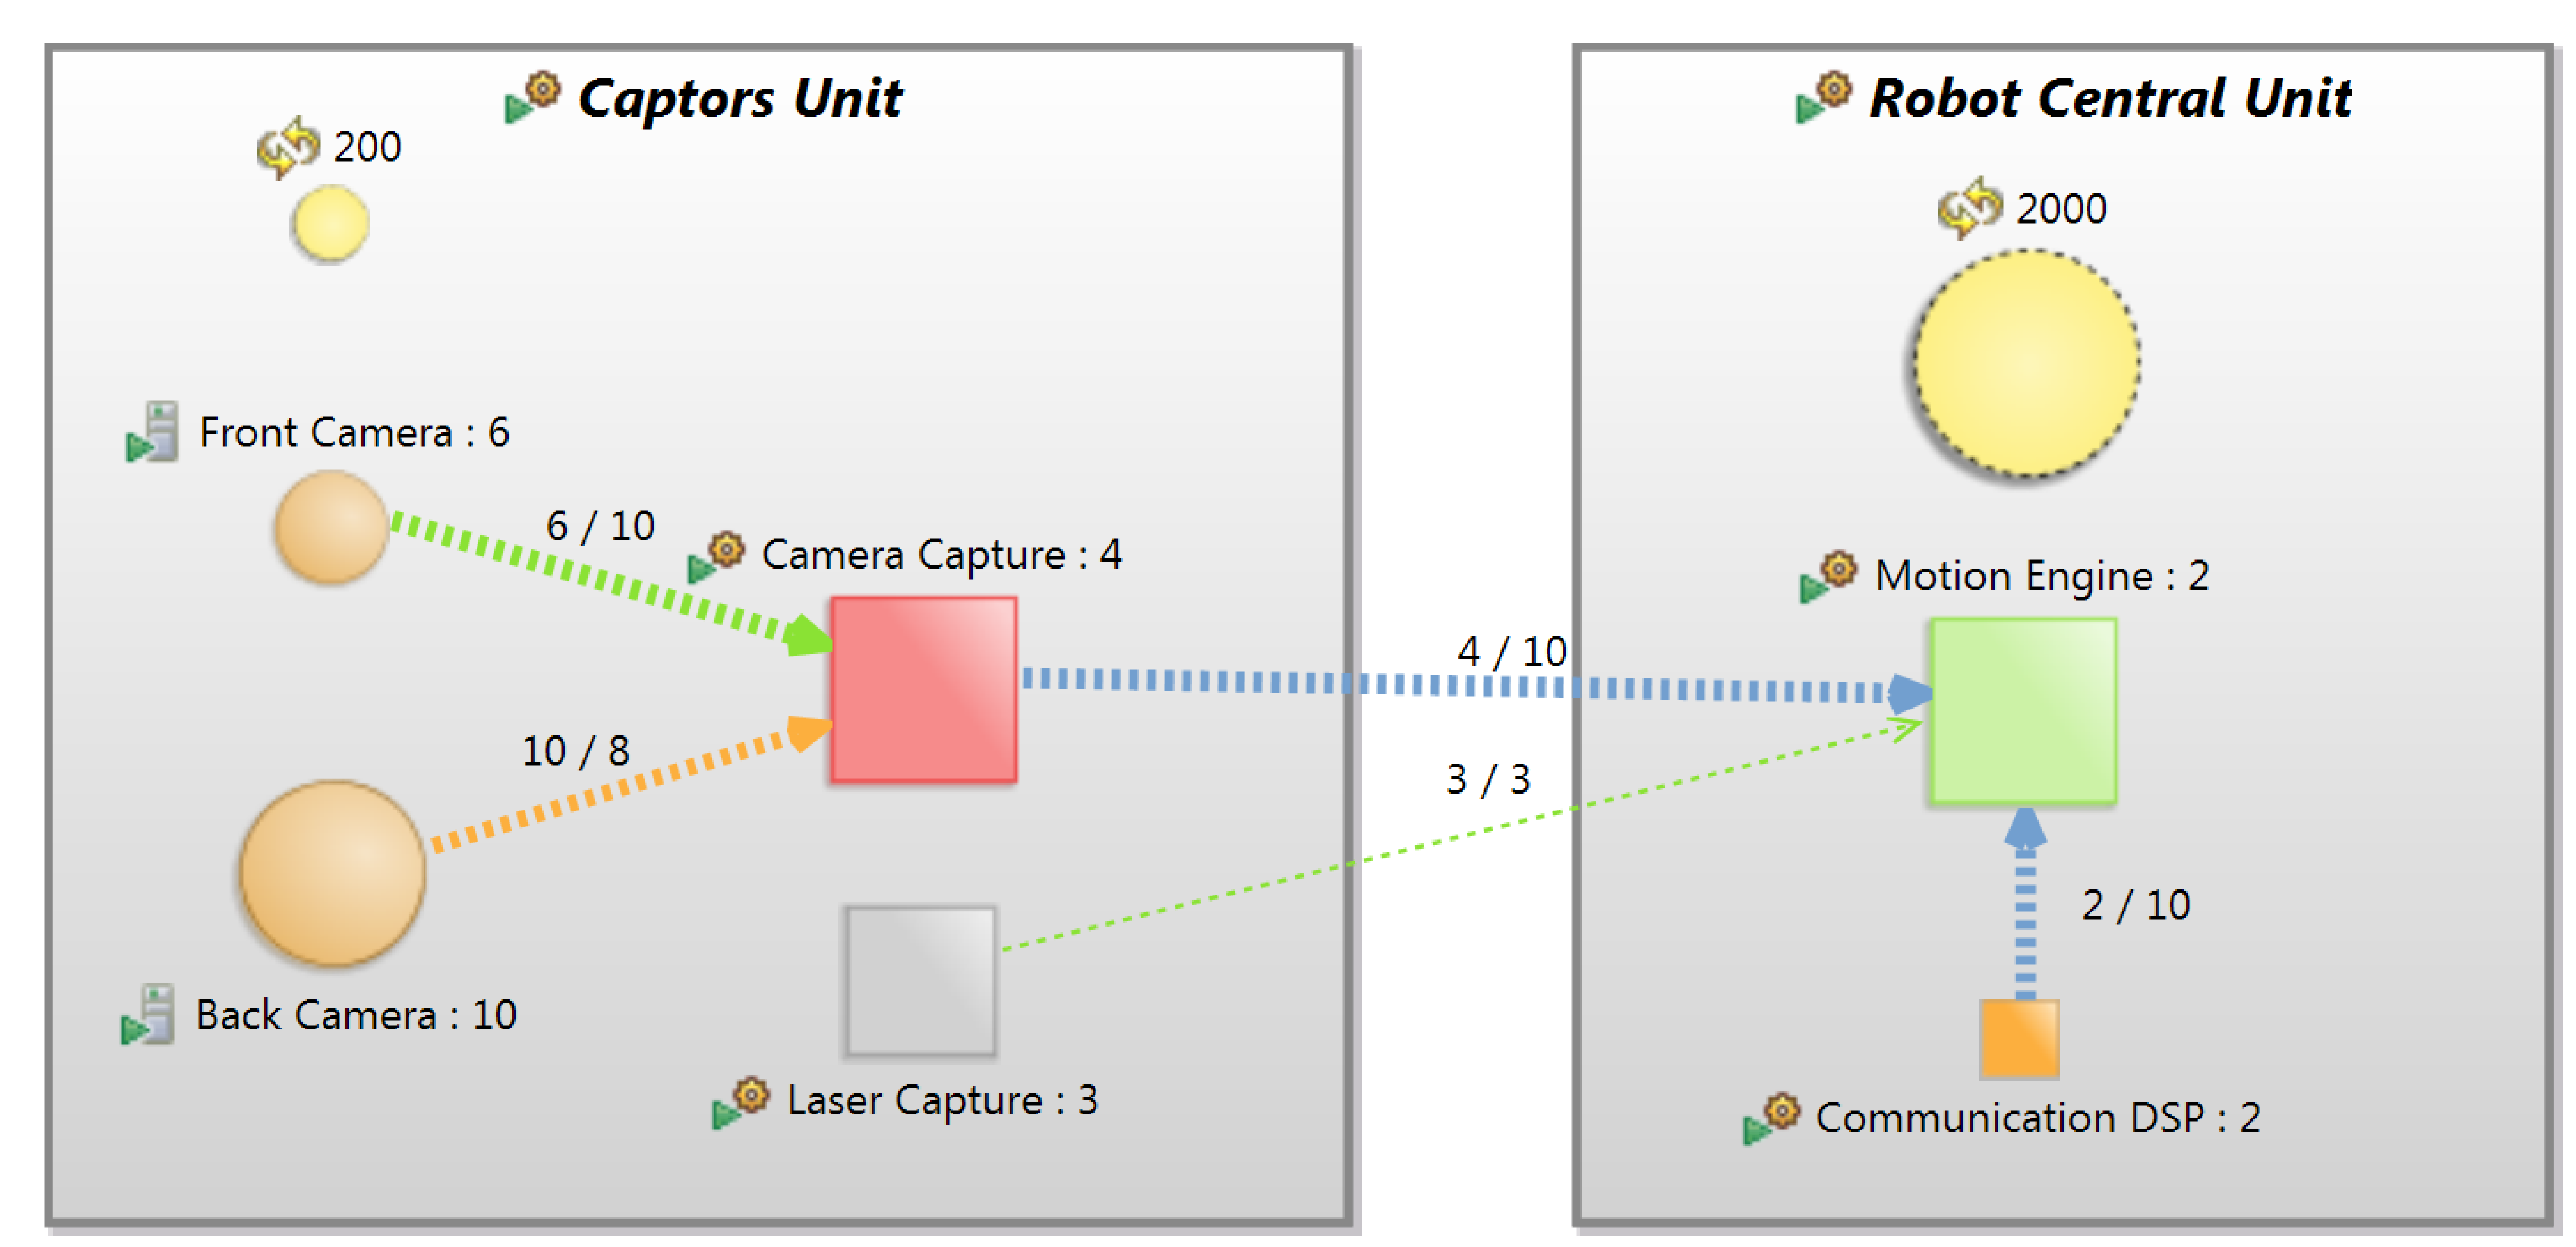 Captors Unit
200
Front Camera : 6
6 / 10
Camera Capture : 4
10 / 8
Back Camera : 10
Laser Capture : 3
4 / 10
3 / 3
Robot Central Unit
2000
Motion Engine : 2
2 / 10
Communication DSP : 2